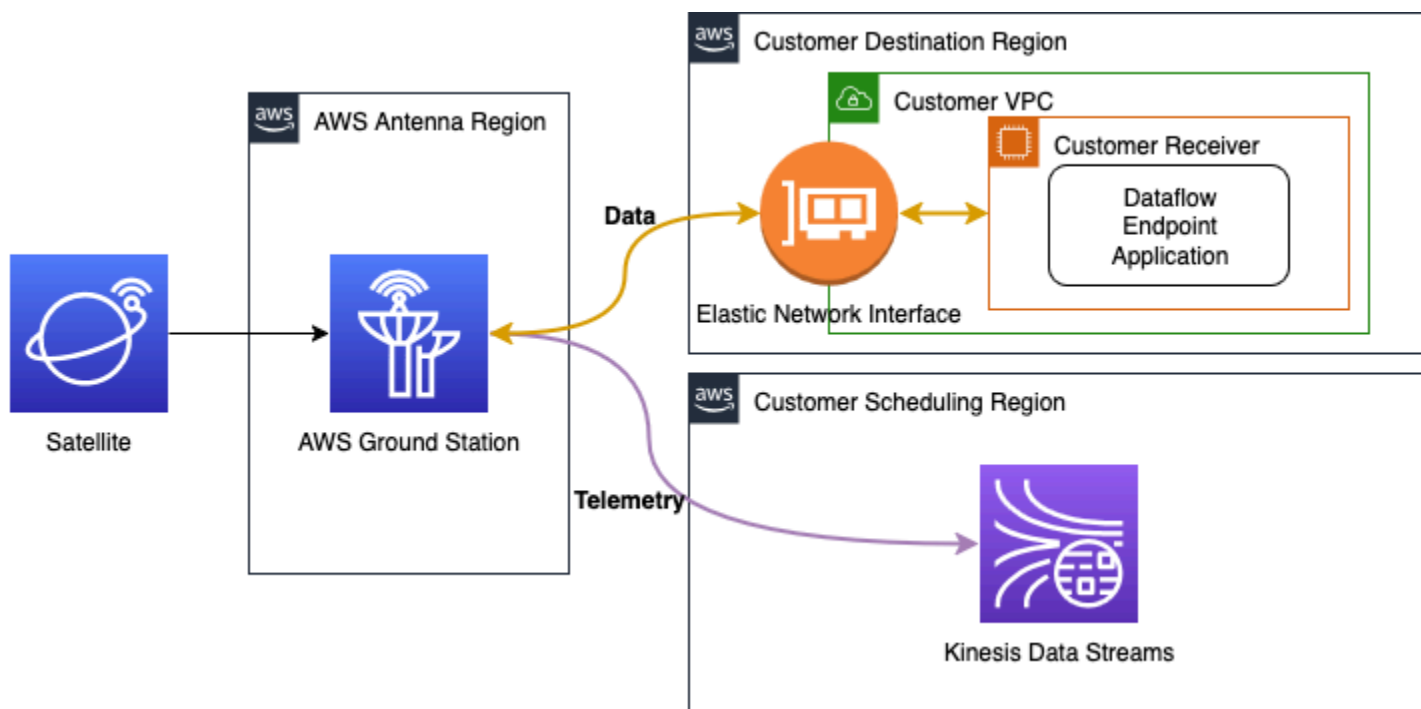 aws
Customer Destination Region
Customer VPC
aws
AWS Antenna Region
Customer Receiver
Dataflow
Endpoint
Application
Data
Elastic Network Interface
Satellite
AWS Ground Station
aws
Customer Scheduling Region
Telemetry
Kinesis Data Streams